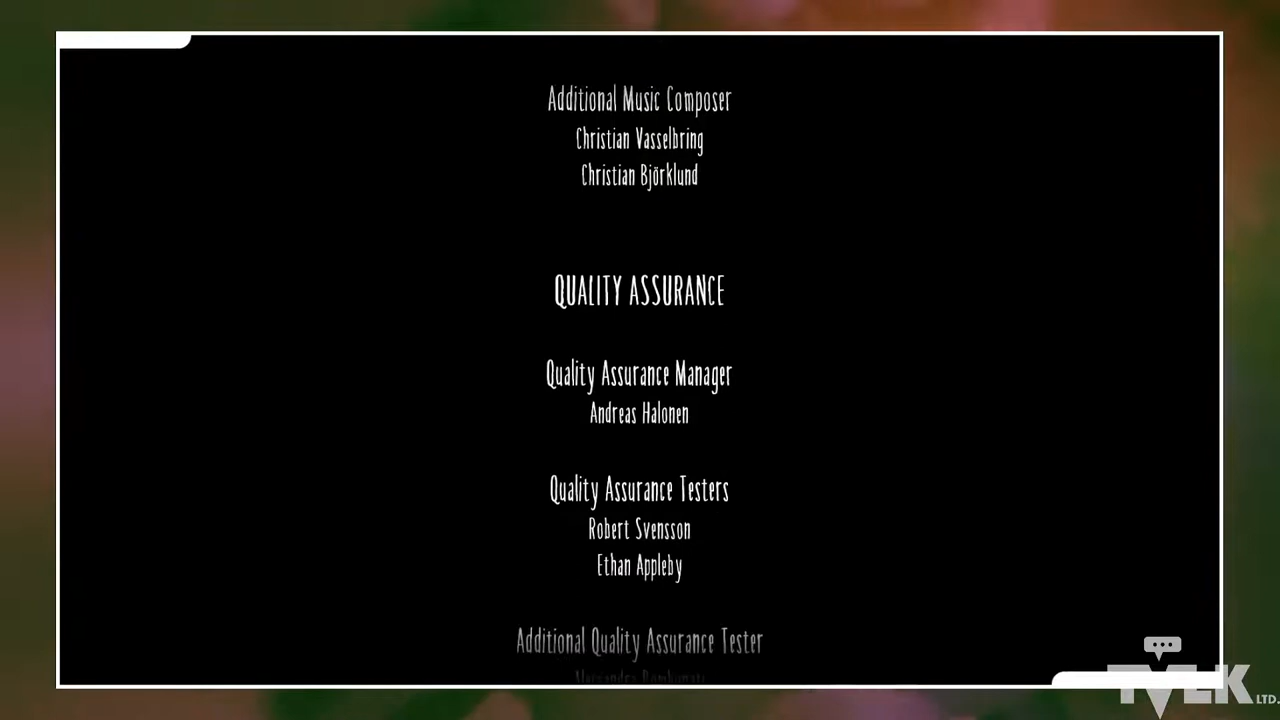 Additional Music Composer
Christian Vasselbring
Christian Björklund
QUALITY ASSURANCE
Quality Assurance Manager
Andreas Halonen
Quality Assurance Testers
Robert Svensson
Ethan Appleby
Additional Quality Assurance Tester
LTD.